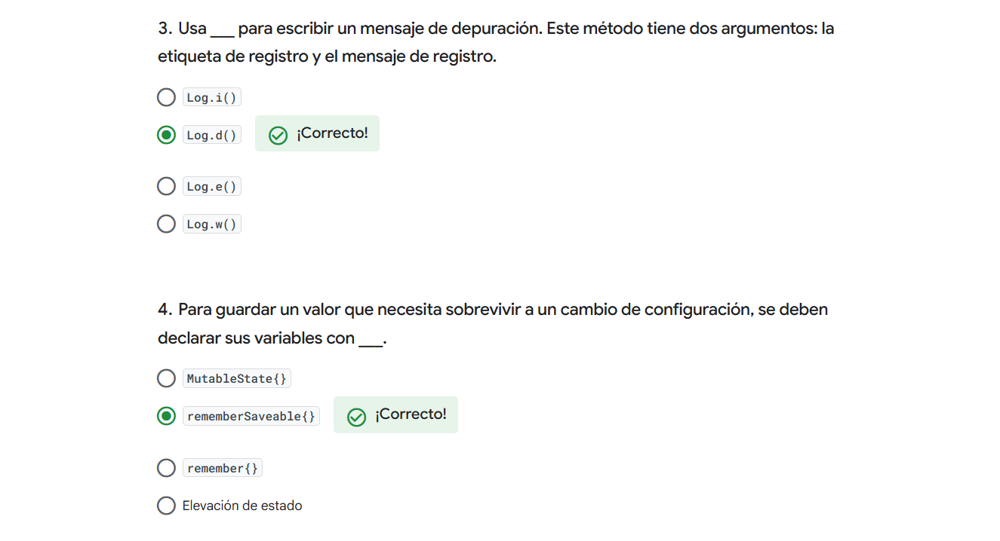 3. Usa ___ para escribir un mensaje de depuración. Este método tiene dos argumentos: la
etiqueta de registro y el mensaje de registro.
Log.i()
Log.d() ¡Correcto!
Log.e()
Log.w()
4. Para guardar un valor que necesita sobrevivir a un cambio de configuración, se deben
declarar sus variables con ___.
MutableState{}
rememberSaveable{} ¡Correcto!
remember{}
Elevación de estado